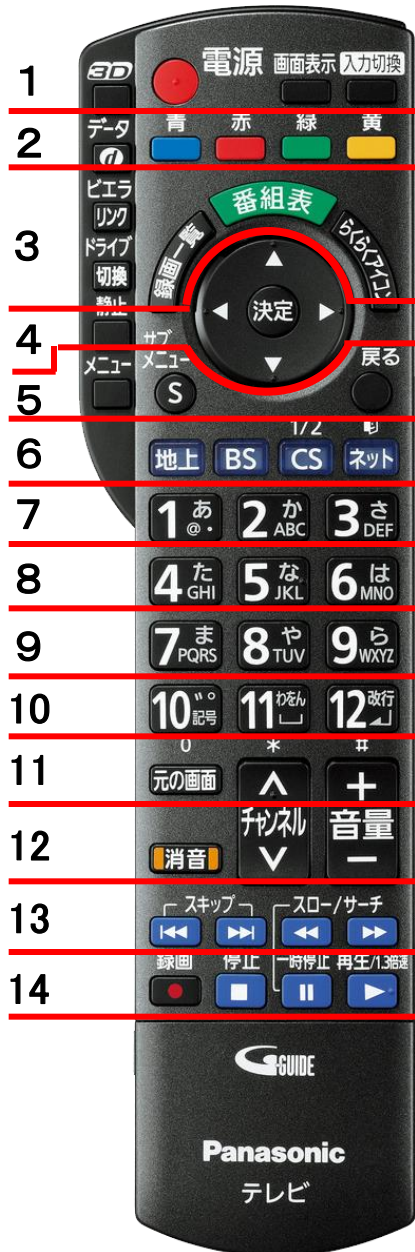 1
3D
電源 画面表示 入力切換
2
データ
d
青 赤 緑 黄
3
ビエラ
リンク
ドライブ
切換
番組表
録画一覧
らくらくアイコン
決定
4
静止
5
メニュー
サブ
メニュー
S
戻る
1/2
6
地上 BS CS ネット
7
1 あ @. 2 か ABC 3 さ DEF
8
4 た GHI 5 な JKL 6 は MNO
9
7 ま PQRS 8 や TUV 9 ら WXYZ
10
10 ゛゜ 記号 11 わをん 12 改行
0 * #
11
元の画面
+
チャンネル 音量
12
消音
−
13
スキップ スロー/サーチ
14
録画 停止 一時停止 再生/1.3倍速
G-GUIDE
Panasonic
テレビ